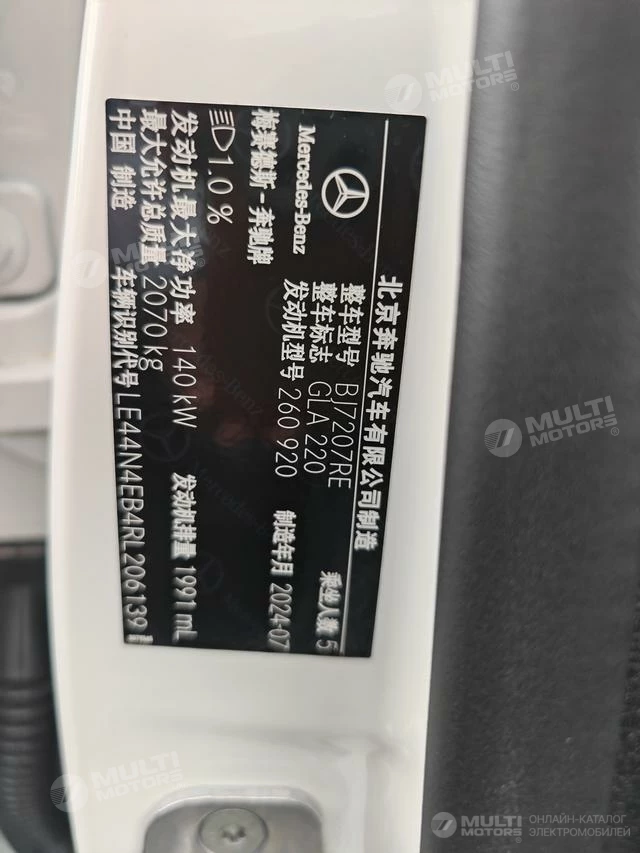 北京奔驰汽车有限公司制造
Mercedes-Benz
梅赛德斯-奔驰牌
整车型号 BJ7207RE
整车标志 GLA 220
发动机型号 260 920
乘坐人数 5
制造年月 2024-07
1.0 %
发动机最大净功率 140 kW
发动机排量 1991 mL
最大允许总质量 2070 kg
中国 制造
车辆识别代号 LE44N4EB4RL206139
MULTI MOTORS®
MULTI MOTORS®
MULTI MOTORS®
MULTI MOTORS®
MULTI MOTORS
ОНЛАЙН-КАТАЛОГ
ЭЛЕКТРОМОБИЛЕЙ